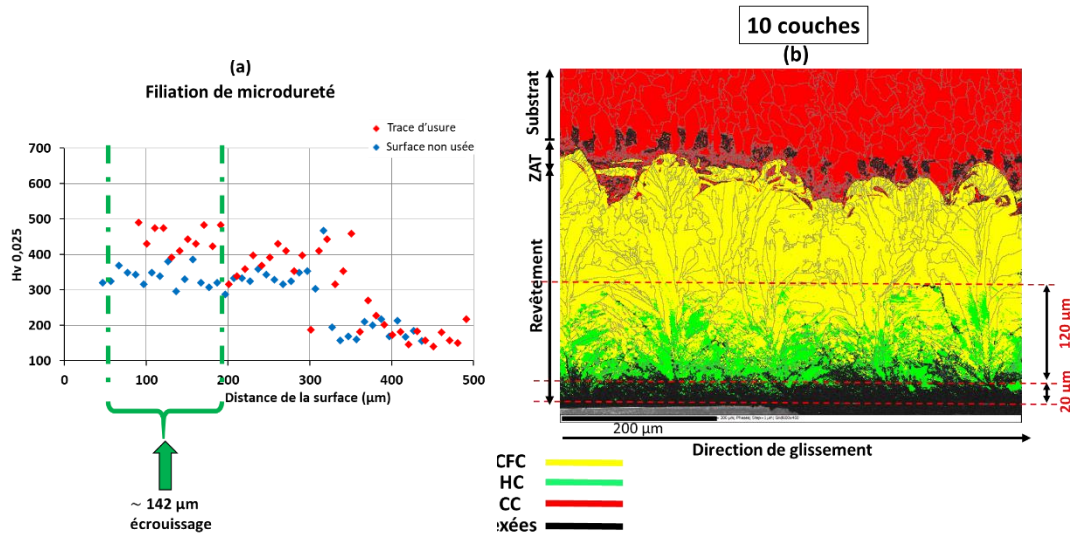 10 couches
(a)
Filiation de microdureté
Trace d'usure
Surface non usée
700
600
500
400
300
200
100
Hv 0,025
0
100
200
300
400
500
Distance de la surface (µm)
~ 142 µm
écrouissage
(b)
Substrat
ZAT
Revêtement
120 µm
20 µm
200 µm
Direction de glissement
CFC
HC
CC
exées